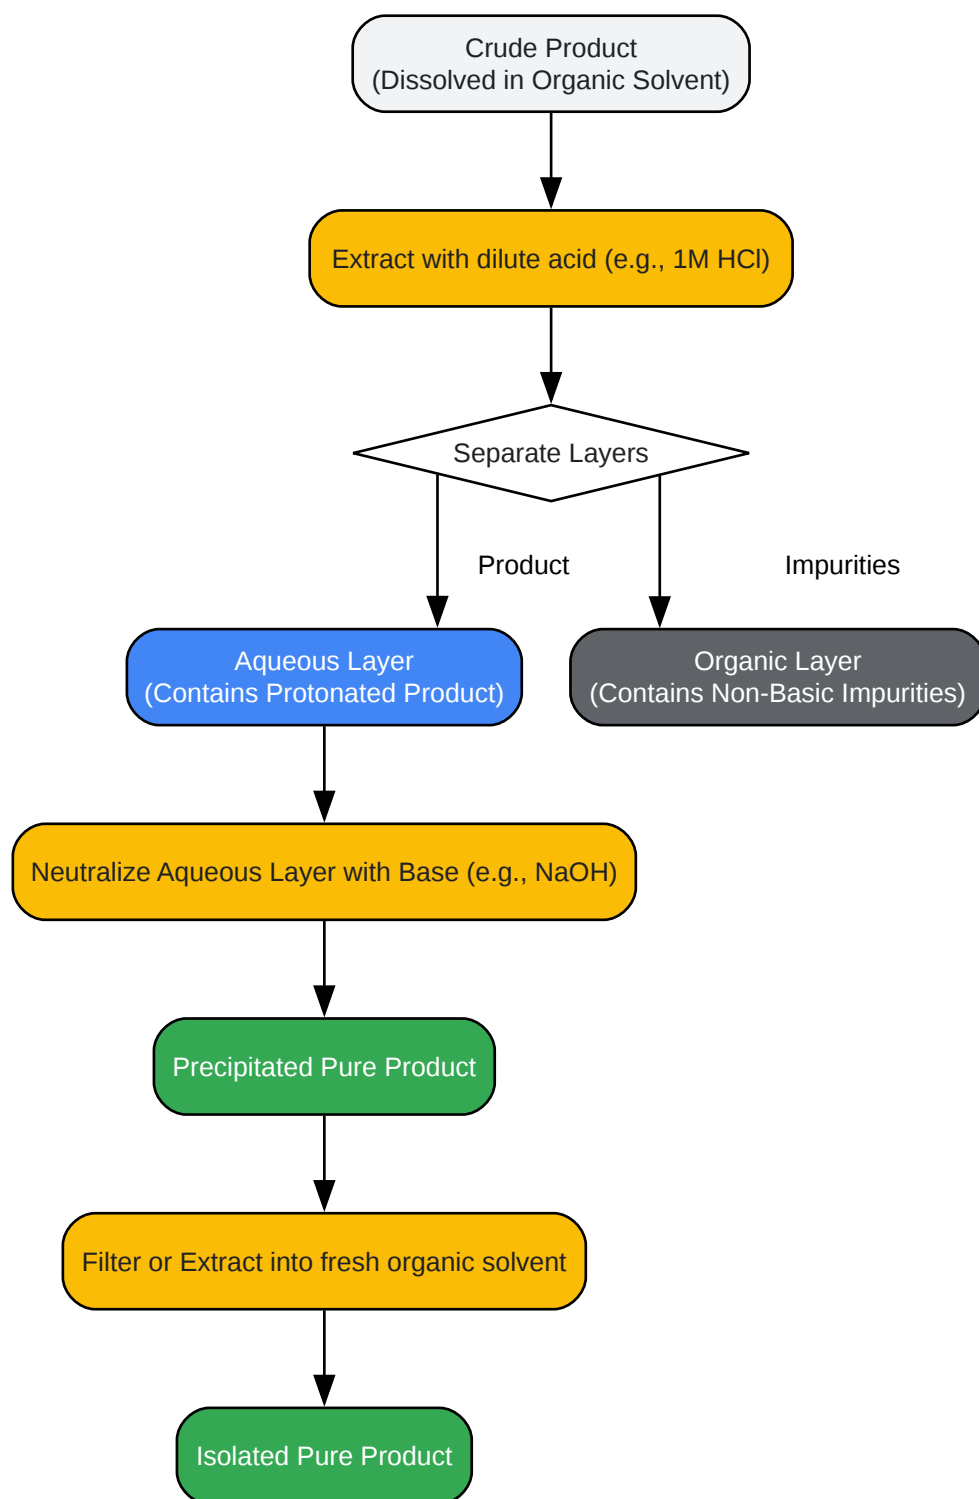 Crude Product
(Dissolved in Organic Solvent)
Extract with dilute acid (e.g., 1M HCl)
Separate Layers
Product
Impurities
Aqueous Layer
(Contains Protonated Product)
Organic Layer
(Contains Non-Basic Impurities)
Neutralize Aqueous Layer with Base (e.g., NaOH)
Precipitated Pure Product
Filter or Extract into fresh organic solvent
Isolated Pure Product